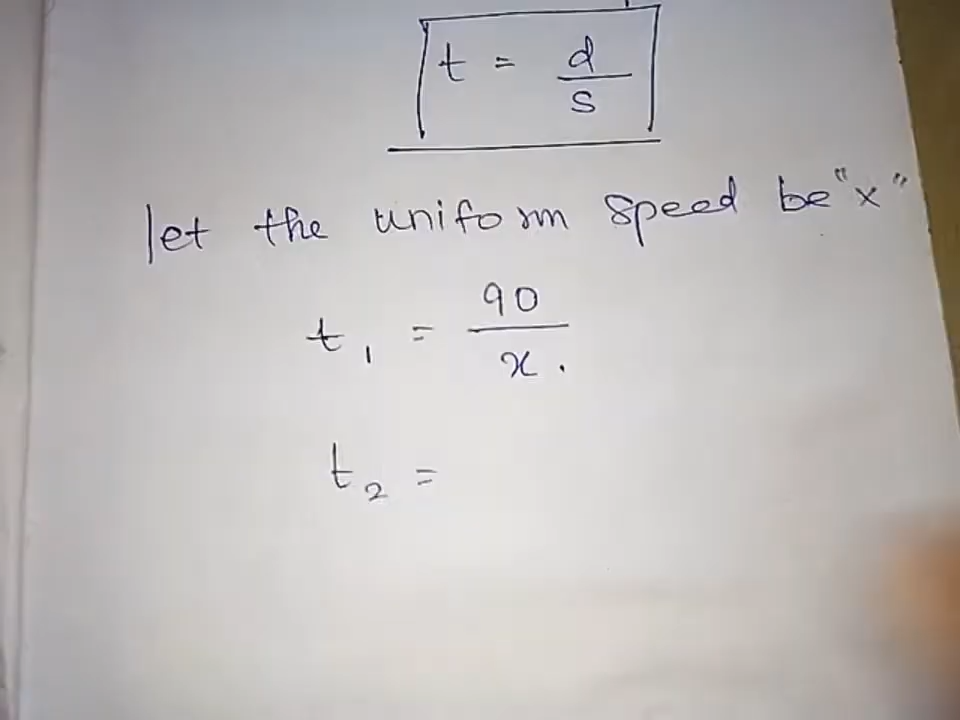 t = d/s
let the uniform speed be "x"
t₁ = 90/x.
t₂ =